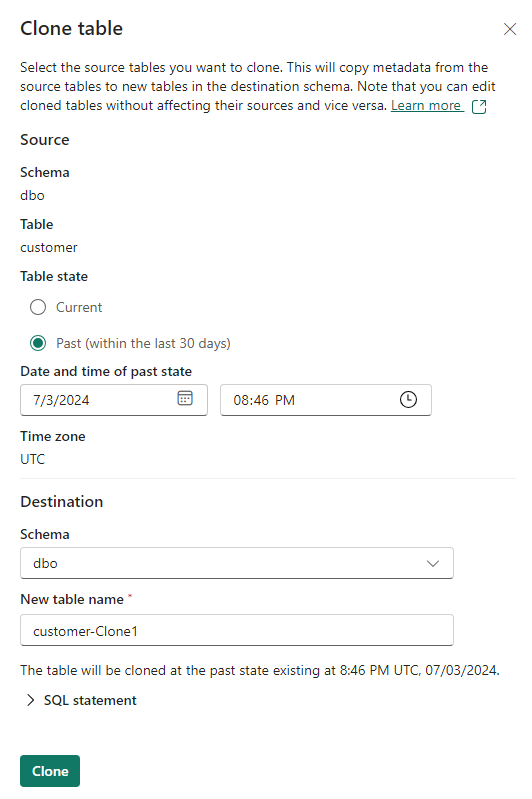 Clone table
Select the source tables you want to clone. This will copy metadata from the
source tables to new tables in the destination schema. Note that you can edit
cloned tables without affecting their sources and vice versa. Learn more
Source
Schema
dbo
Table
customer
Table state
Current
Past (within the last 30 days)
Date and time of past state
7/3/2024 08:46 PM
Time zone
UTC
Destination
Schema
dbo
New table name *
customer-Clone1
The table will be cloned at the past state existing at 8:46 PM UTC, 07/03/2024.
SQL statement
Clone